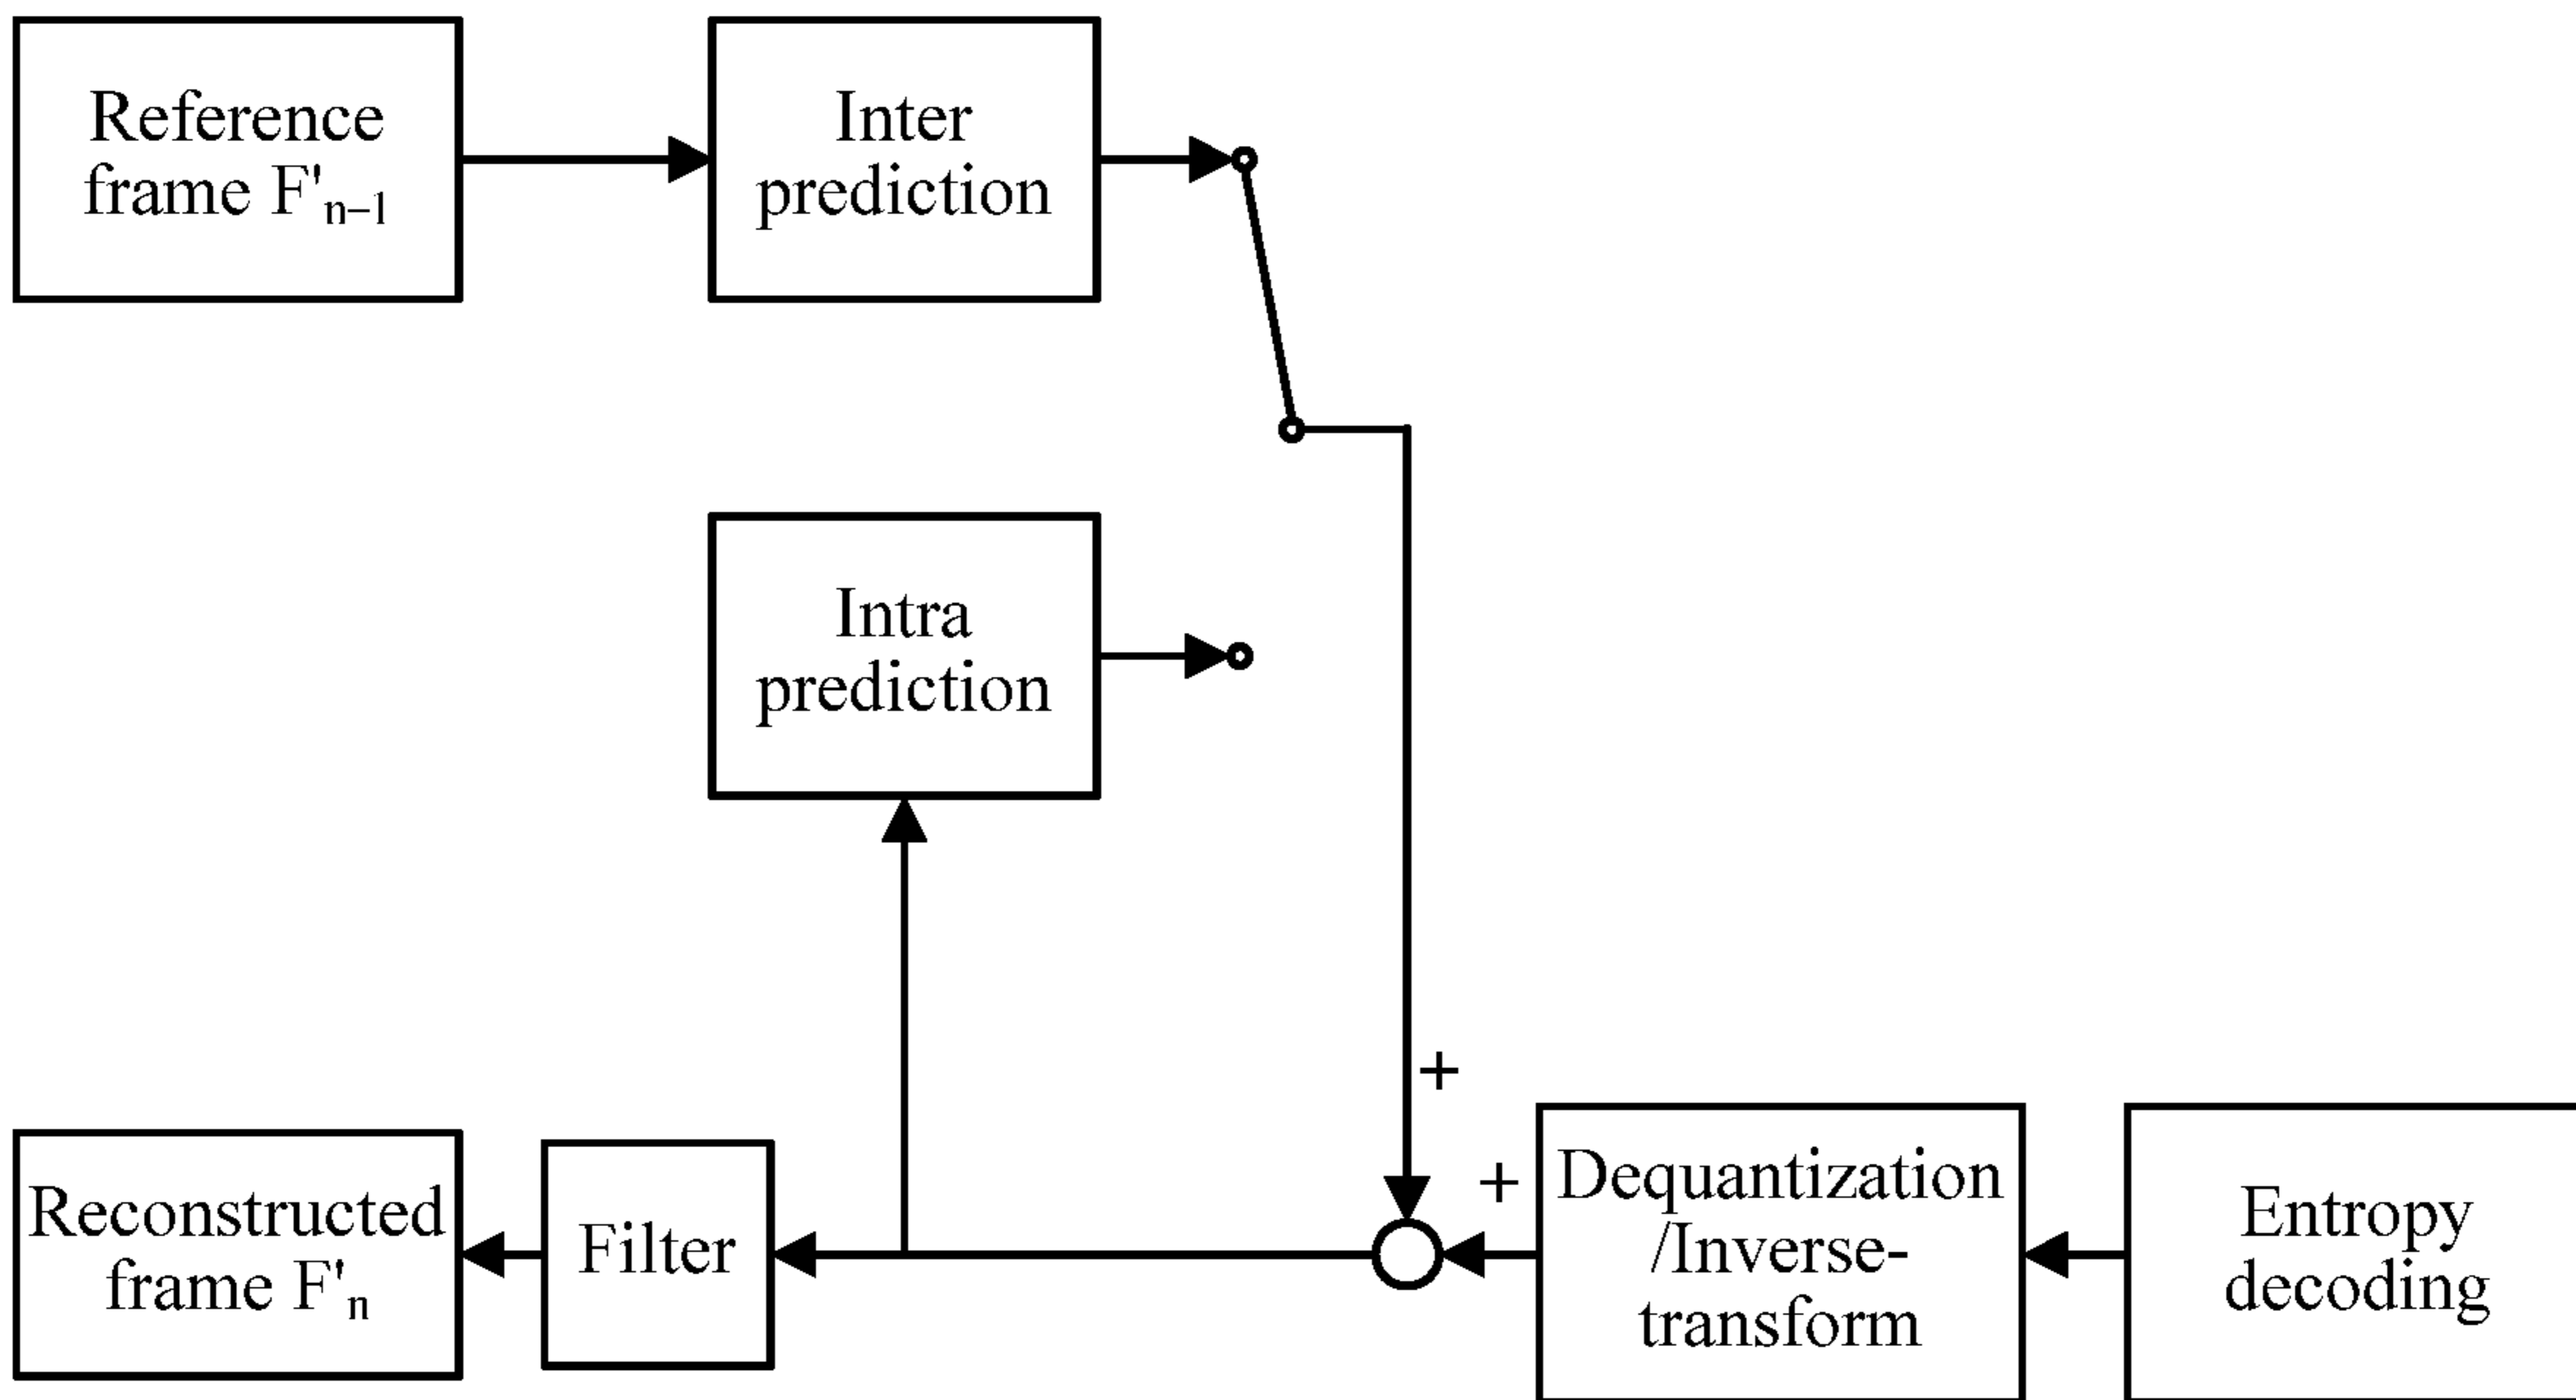 Reference
frame F'n−1
Inter
prediction
Intra
prediction
+
+
Reconstructed
frame F'n
Filter
Dequantization
/Inverse-
transform
Entropy
decoding